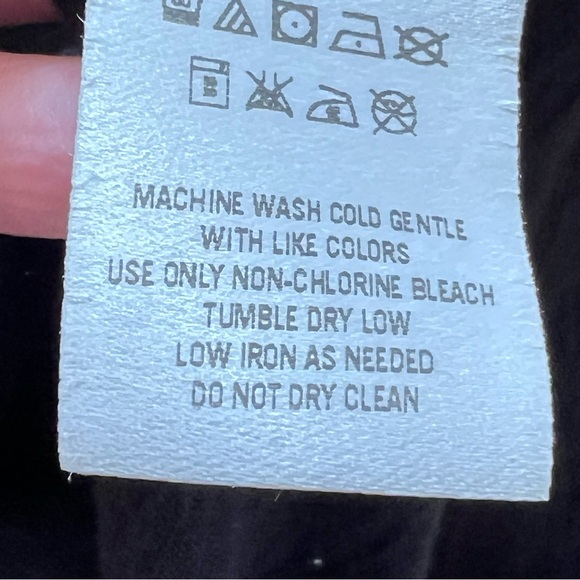 MACHINE WASH COLD GENTLE
WITH LIKE COLORS
USE ONLY NON-CHLORINE BLEACH
TUMBLE DRY LOW
LOW IRON AS NEEDED
DO NOT DRY CLEAN